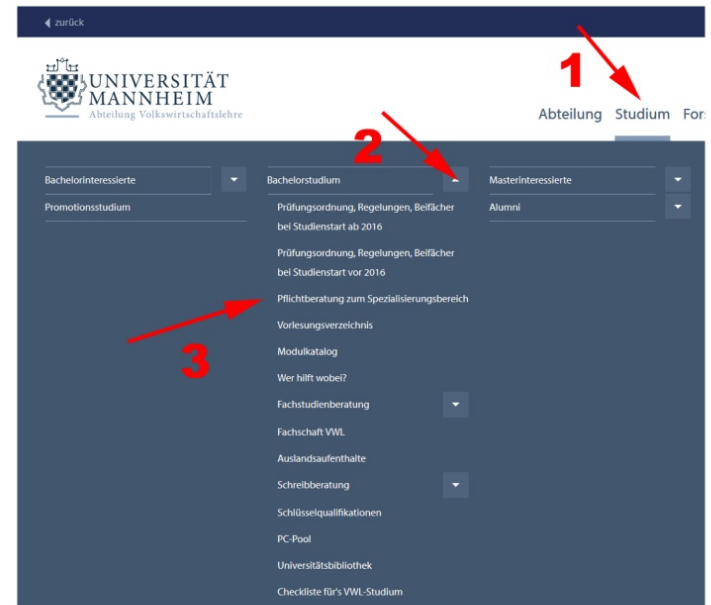 zurück
1
UNIVERSITÄT
MANNHEIM
Abteilung Volkswirtschaftslehre
Abteilung Studium For
2
Bachelorinteressierte
Promotionsstudium
Bachelorstudium
Prüfungsordnung, Regelungen, Beifächer
bei Studienstart ab 2016
Prüfungsordnung, Regelungen, Beifächer
bei Studienstart vor 2016
Pflichtberatung zum Spezialisierungsbereich
3
Vorlesungsverzeichnis
Modulkatalog
Wer hilft wobei?
Fachstudienberatung
Fachschaft VWL
Auslandsaufenthalte
Schreibberatung
Schlüsselqualifikationen
PC-Pool
Universitätsbibliothek
Checkliste für's VWL-Studium
Masterinteressierte
Alumni